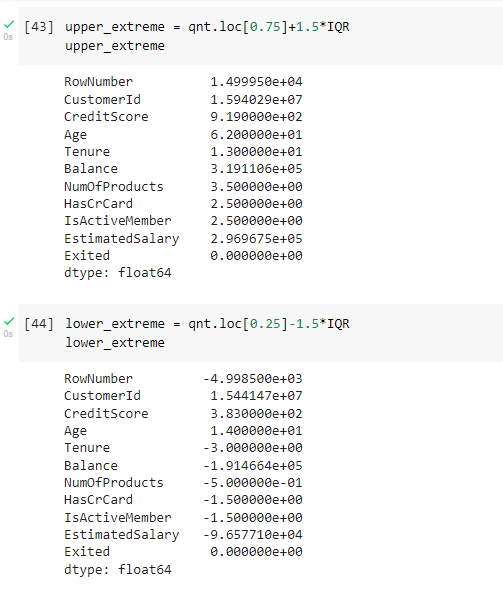 [43] upper_extreme = qnt.loc[0.75]+1.5*IQR
0s
upper_extreme
RowNumber 1.499950e+04
CustomerId 1.594029e+07
CreditScore 9.190000e+02
Age 6.200000e+01
Tenure 1.300000e+01
Balance 3.191106e+05
NumOfProducts 3.500000e+00
HasCrCard 2.500000e+00
IsActiveMember 2.500000e+00
EstimatedSalary 2.969675e+05
Exited 0.000000e+00
dtype: float64
[44] lower_extreme = qnt.loc[0.25]-1.5*IQR
0s
lower_extreme
RowNumber -4.998500e+03
CustomerId 1.544147e+07
CreditScore 3.830000e+02
Age 1.400000e+01
Tenure -3.000000e+00
Balance -1.914664e+05
NumOfProducts -5.000000e-01
HasCrCard -1.500000e+00
IsActiveMember -1.500000e+00
EstimatedSalary -9.657710e+04
Exited 0.000000e+00
dtype: float64